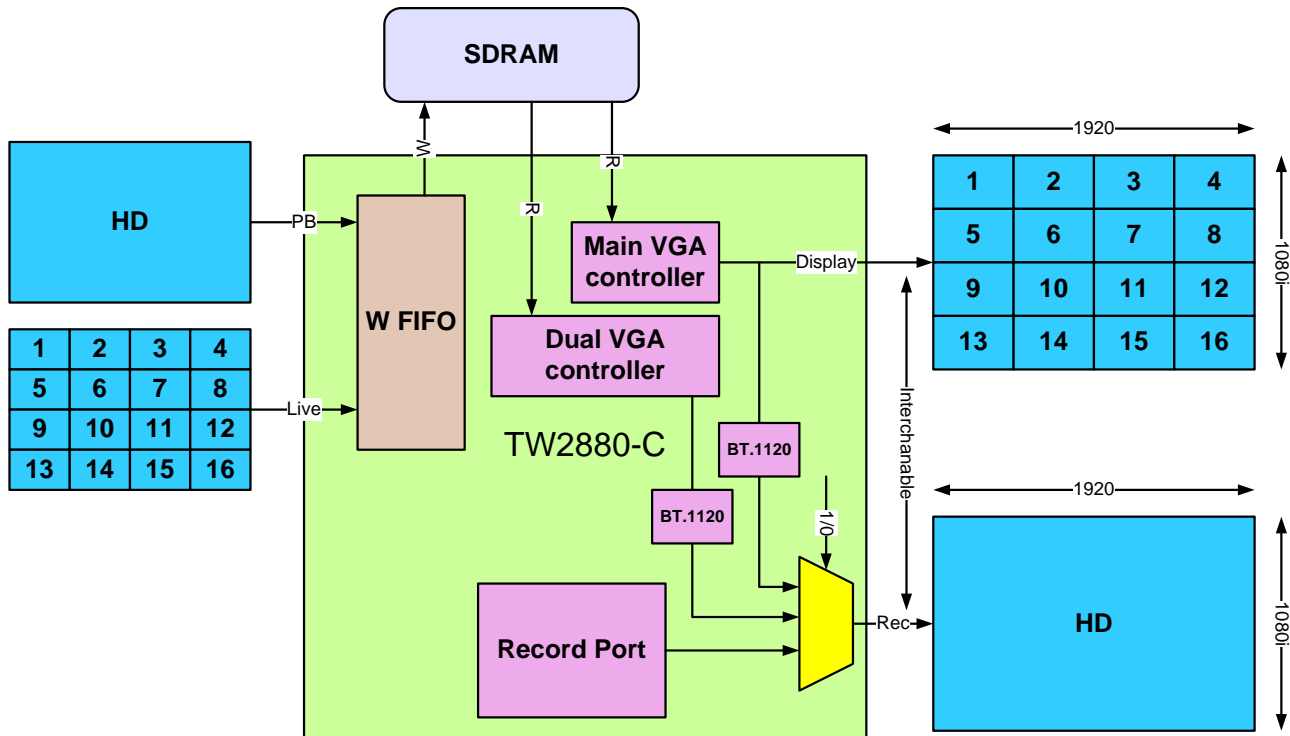 SDRAM
W
R
R
HD
PB
1 2 3 4
5 6 7 8
9 10 11 12
13 14 15 16
Live
W FIFO
Main VGA
controller
Dual VGA
controller
TW2880-C
BT.1120
BT.1120
1/0
Record Port
Display
Rec
Interchanable
1920
1080i
1 2 3 4
5 6 7 8
9 10 11 12
13 14 15 16
1920
1080i
HD